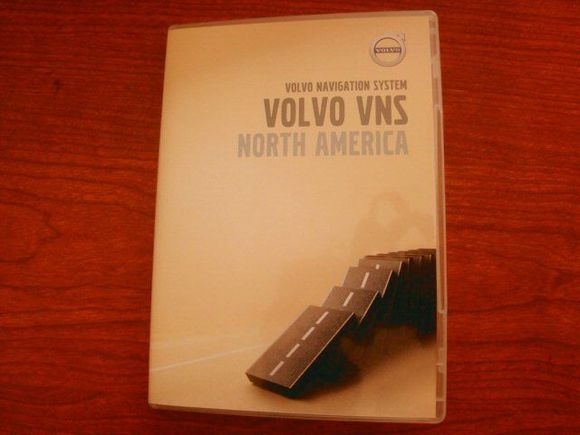 VOLVO
VOLVO NAVIGATION SYSTEM
VOLVO VNS
NORTH AMERICA